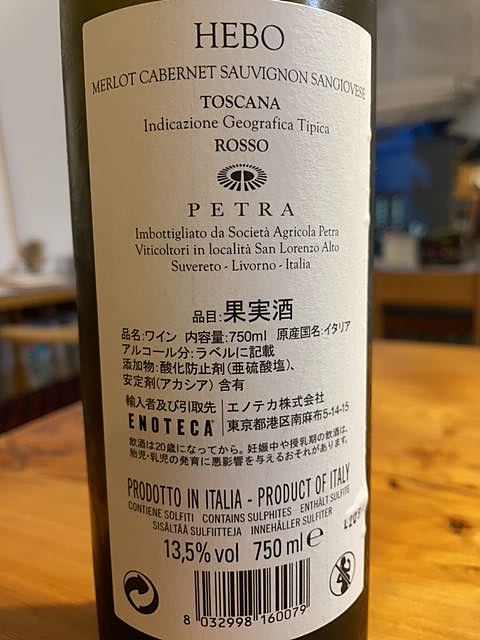 HEBO
MERLOT CABERNET SAUVIGNON SANGIOVESE
TOSCANA
Indicazione Geografica Tipica
ROSSO
PETRA
Imbottigliato da Società Agricola Petra
Viticoltori in località San Lorenzo Alto
Suvereto - Livorno - Italia
品目:果実酒
品名:ワイン 内容量:750ml 原産国名:イタリア
アルコール分:ラベルに記載
添加物:酸化防止剤(亜硫酸塩)、
安定剤(アカシア)含有
輸入者及び引取先 エノテカ株式会社
ENOTECA 東京都港区南麻布5-14-15
飲酒は20歳になってから。妊娠中や授乳期の飲酒は、
胎児・乳児の発育に悪影響を与えるおそれがあります。
PRODOTTO IN ITALIA - PRODUCT OF ITALY
CONTIENE SOLFITI CONTAINS SULPHITES ENTHÄLT SULFITE
SISÄLTÄÄ SULFIITTEJA INNEHÅLLER SULFITER
13,5% vol 750 ml e
8 032998 160079